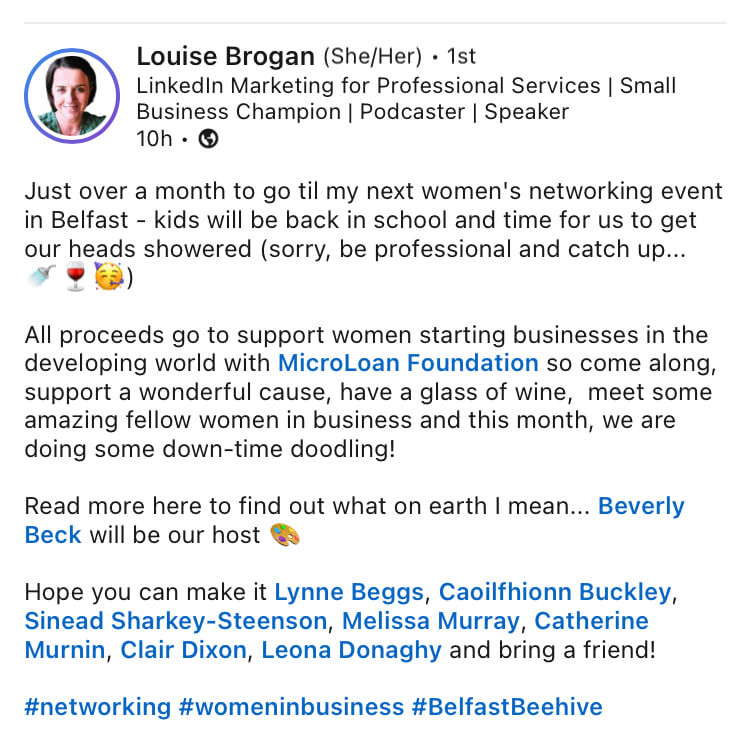 Louise Brogan (She/Her) • 1st
LinkedIn Marketing for Professional Services | Small
Business Champion | Podcaster | Speaker
10h •
Just over a month to go til my next women's networking event
in Belfast - kids will be back in school and time for us to get
our heads showered (sorry, be professional and catch up...
🚿 🍷 🥳)
All proceeds go to support women starting businesses in the
developing world with MicroLoan Foundation so come along,
support a wonderful cause, have a glass of wine,  meet some
amazing fellow women in business and this month, we are
doing some down-time doodling!
Read more here to find out what on earth I mean... Beverly
Beck will be our host 🎨
Hope you can make it Lynne Beggs, Caoilfhionn Buckley,
Sinead Sharkey-Steenson, Melissa Murray, Catherine
Murnin, Clair Dixon, Leona Donaghy and bring a friend!
#networking #womeninbusiness #BelfastBeehive